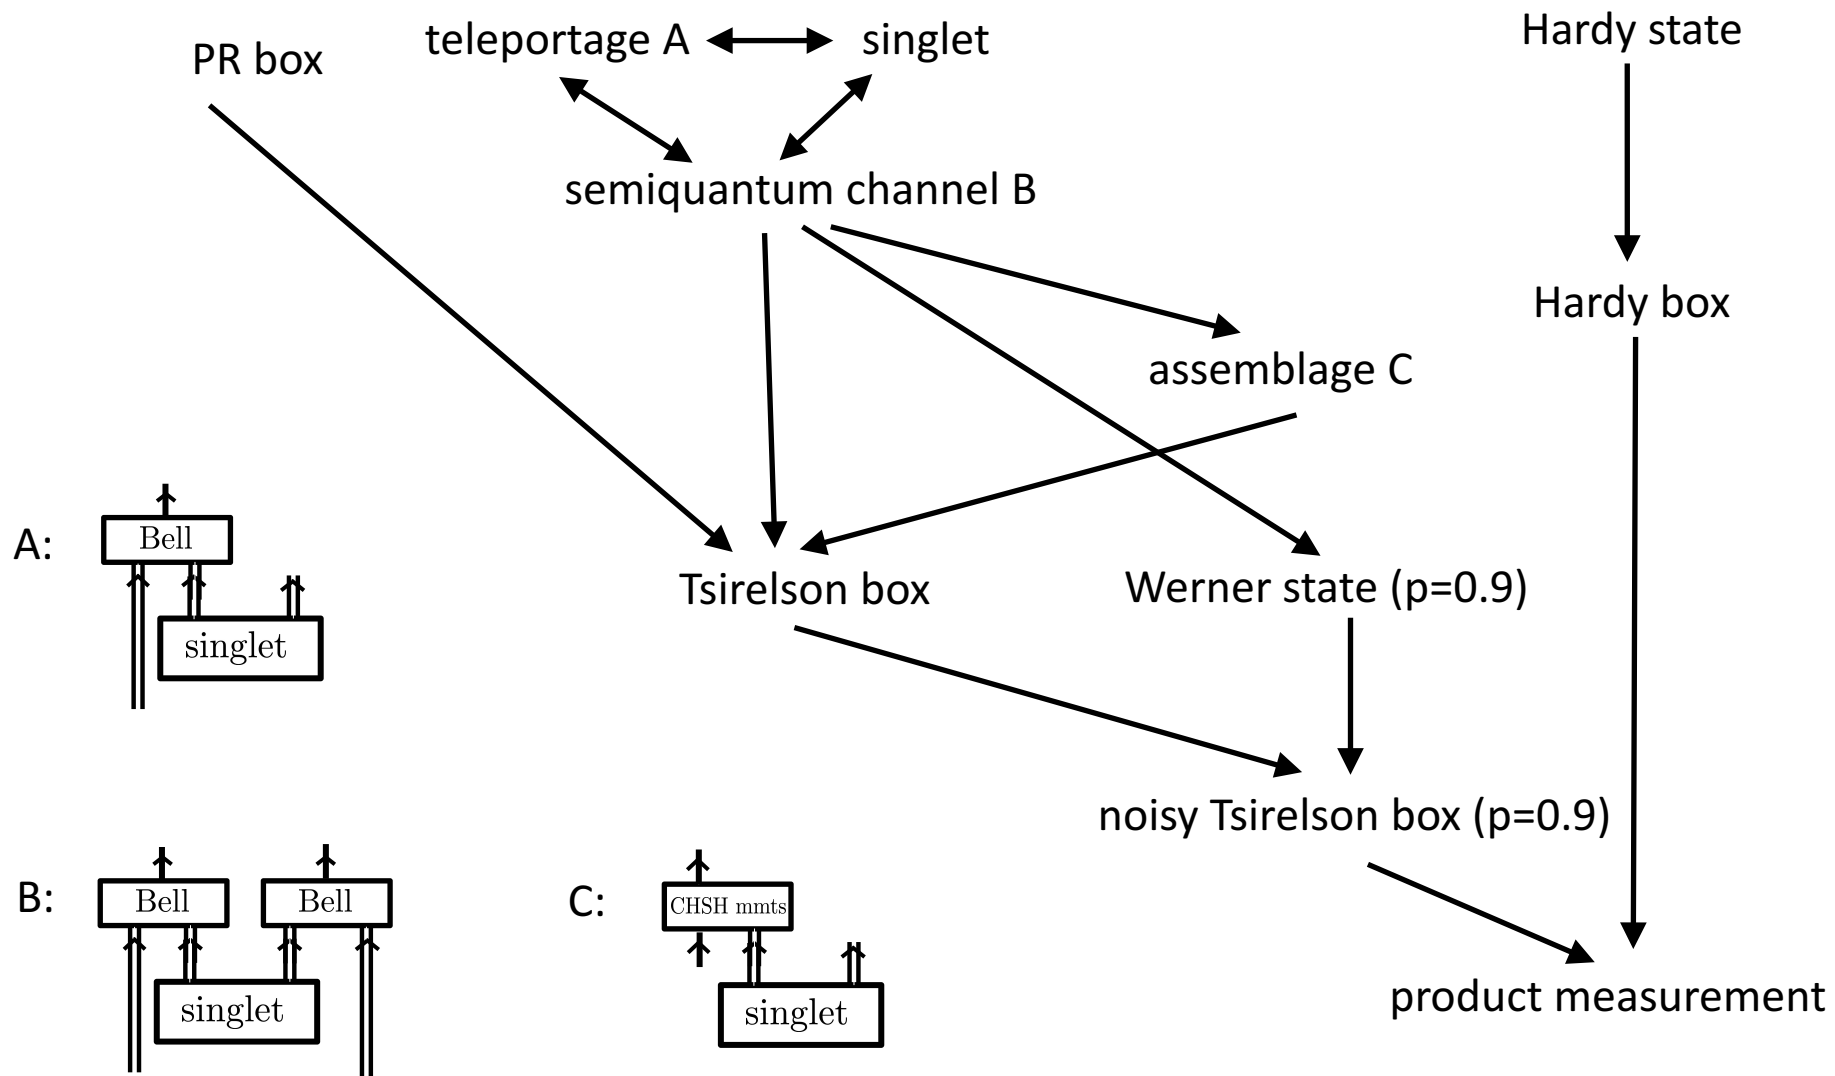 teleportage A
singlet
Hardy state
PR box
semiquantum channel B
Hardy box
assemblage C
A:
Bell
singlet
Tsirelson box
Werner state (p=0.9)
noisy Tsirelson box (p=0.9)
B:
Bell
Bell
singlet
C:
CHSH mmts
singlet
product measurement